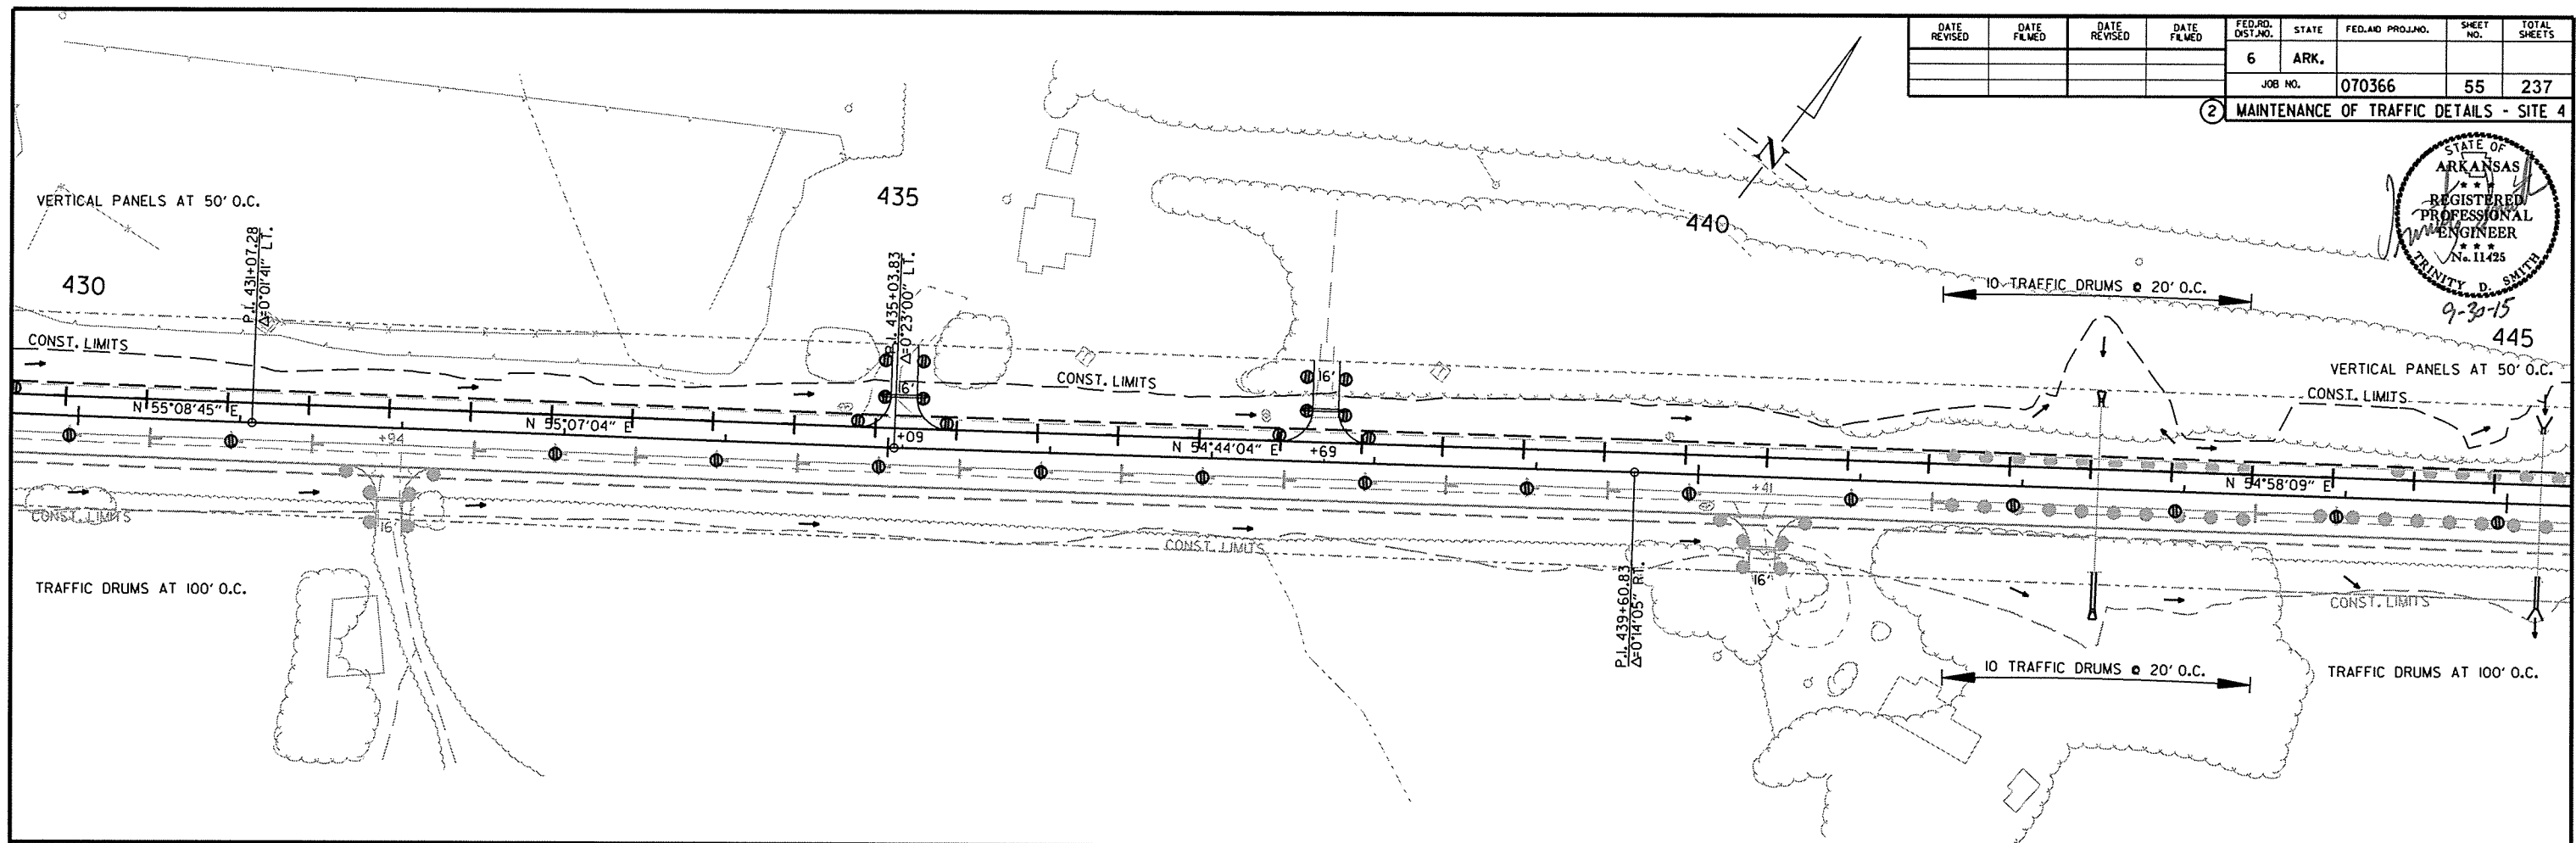 DATE REVISED
DATE FILMED
DATE REVISED
DATE FILMED
FED.RD. DIST.NO.
STATE
FED.AID PROJ.NO.
SHEET NO.
TOTAL SHEETS
6
ARK.
JOB NO.
070366
55
237
2
MAINTENANCE OF TRAFFIC DETAILS - SITE 4
STATE OF
ARKANSAS
★ ★ ★
REGISTERED
PROFESSIONAL
ENGINEER
★ ★ ★
No. 11425
TRINITY D. SMITH
9-30-15
N
VERTICAL PANELS AT 50' O.C.
430
435
440
445
P.I. 431+07.28
Δ=0°01'41" LT.
P.I. 435+03.83
Δ=0°23'00" LT.
10 TRAFFIC DRUMS @ 20' O.C.
VERTICAL PANELS AT 50' O.C.
CONST. LIMITS
CONST. LIMITS
CONST. LIMITS
16'
16'
N 55°08'45" E
N 55°07'04" E
N 54°44'04" E
N 54°58'09" E
+94
+09
+69
+41
CONST. LIMITS
16'
CONST. LIMITS
16'
CONST. LIMITS
P.I. 439+60.83
Δ=0°14'05" RT.
TRAFFIC DRUMS AT 100' O.C.
10 TRAFFIC DRUMS @ 20' O.C.
TRAFFIC DRUMS AT 100' O.C.